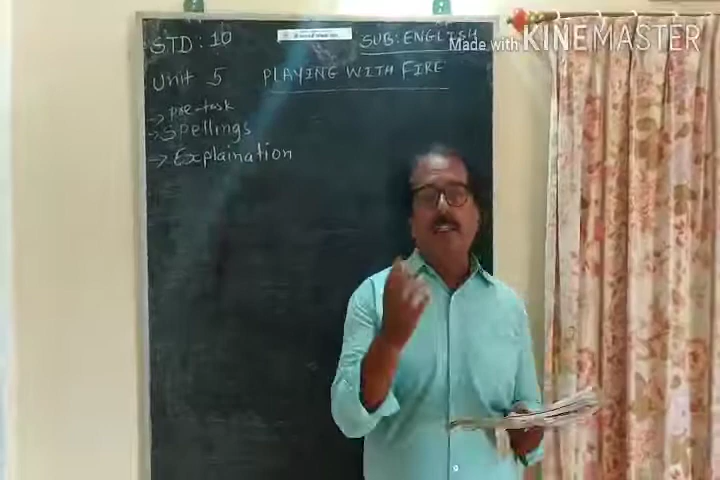 STD: 10
SUB: ENGLISH
Made with KINEMASTER
Unit 5
PLAYING WITH FIRE
→ Pre-task
→ Spellings
→ Explaination